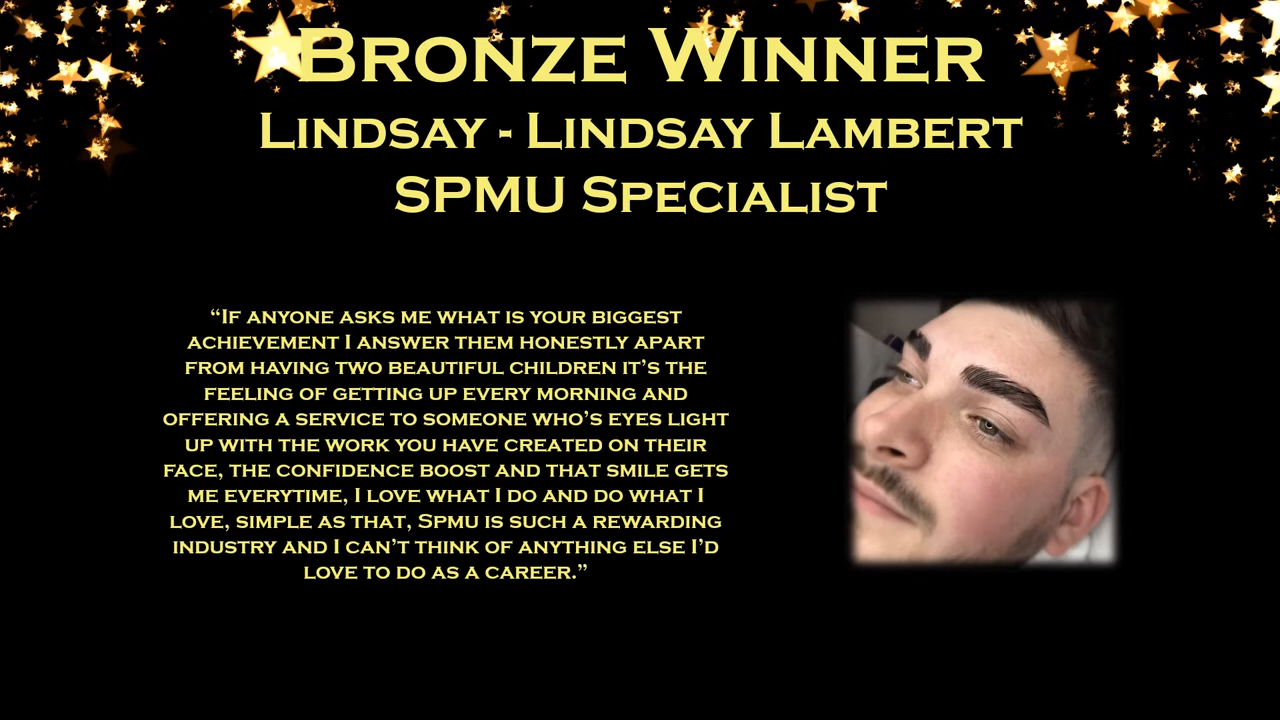 Bronze Winner
Lindsay - Lindsay Lambert
SPMU Specialist
“If anyone asks me what is your biggest
achievement I answer them honestly apart
from having two beautiful children it’s the
feeling of getting up every morning and
offering a service to someone who’s eyes light
up with the work you have created on their
face, the confidence boost and that smile gets
me everytime, I love what I do and do what I
love, simple as that, Spmu is such a rewarding
industry and I can’t think of anything else I’d
love to do as a career.”